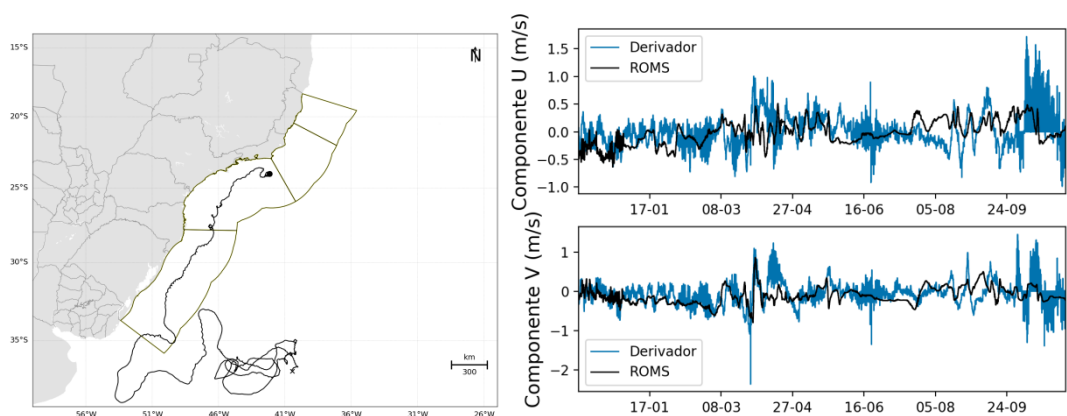 15°S
20°S
25°S
30°S
35°S
56°W 51°W 46°W 41°W 36°W 31°W 26°W
N
km
300
Componente U (m/s)
1.5
1.0
0.5
0.0
−0.5
−1.0
Derivador
ROMS
17-01 08-03 27-04 16-06 05-08 24-09
Componente V (m/s)
1
0
−1
−2
Derivador
ROMS
17-01 08-03 27-04 16-06 05-08 24-09